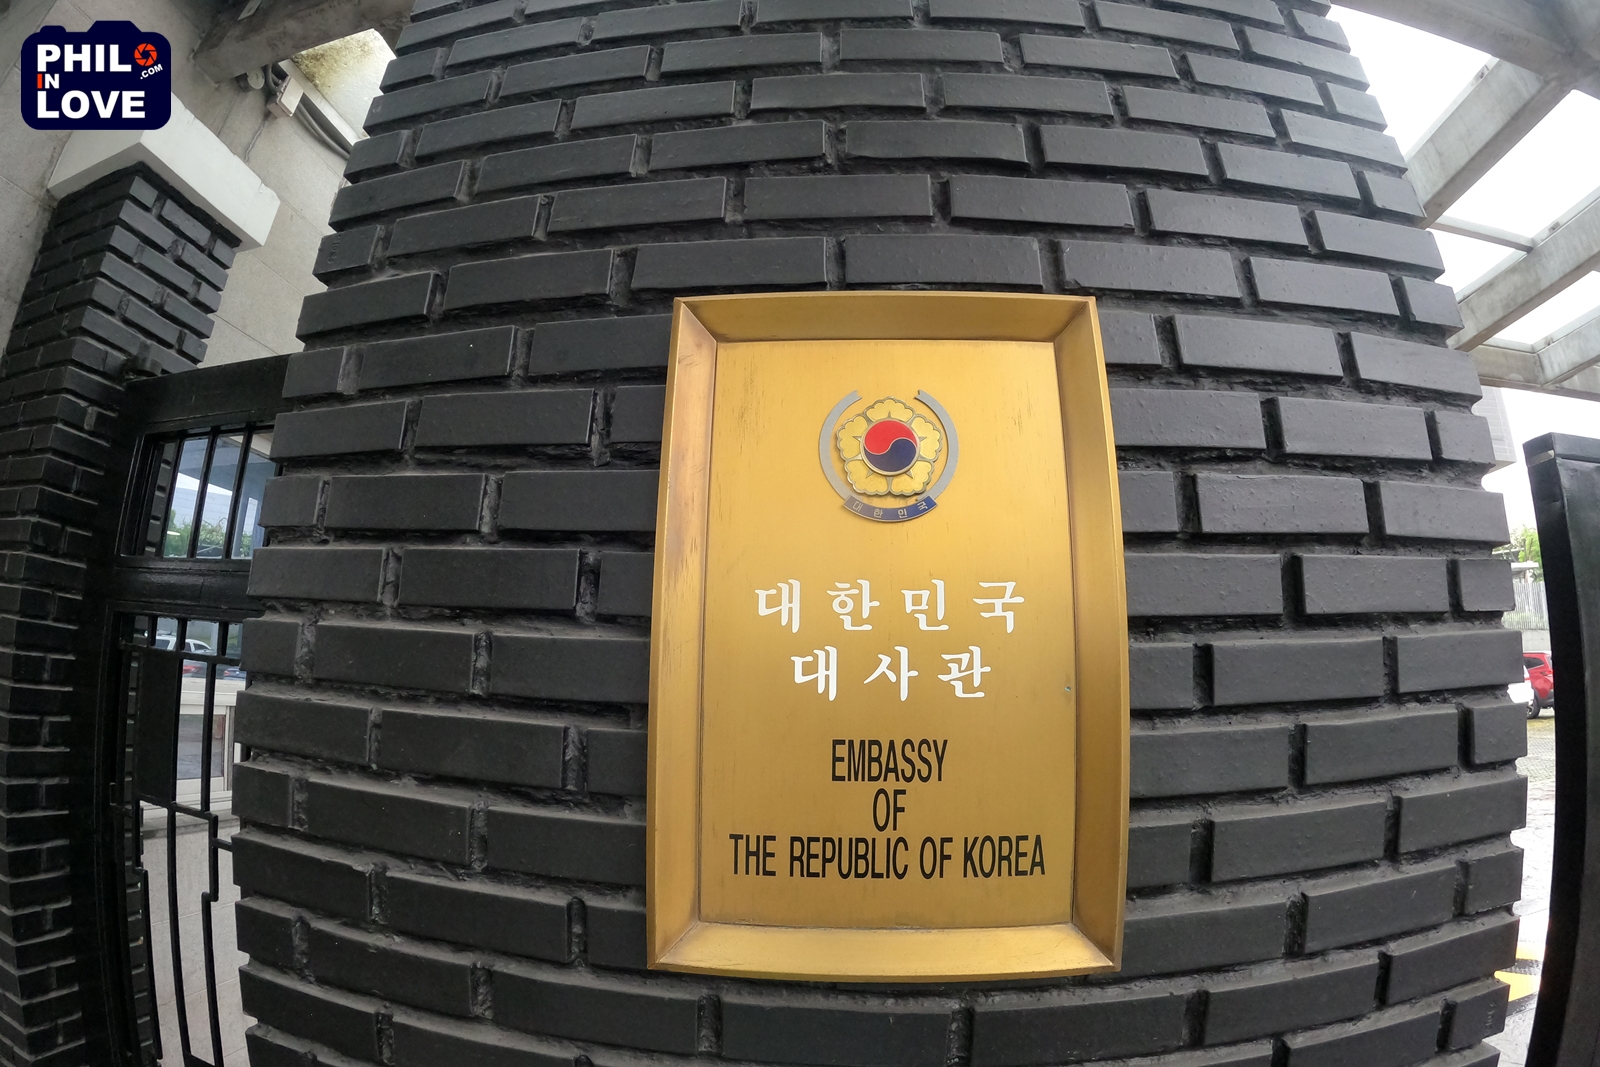 PHIL
IN .COM
LOVE
대한민국
대한민국
대사관
EMBASSY
OF
THE REPUBLIC OF KOREA